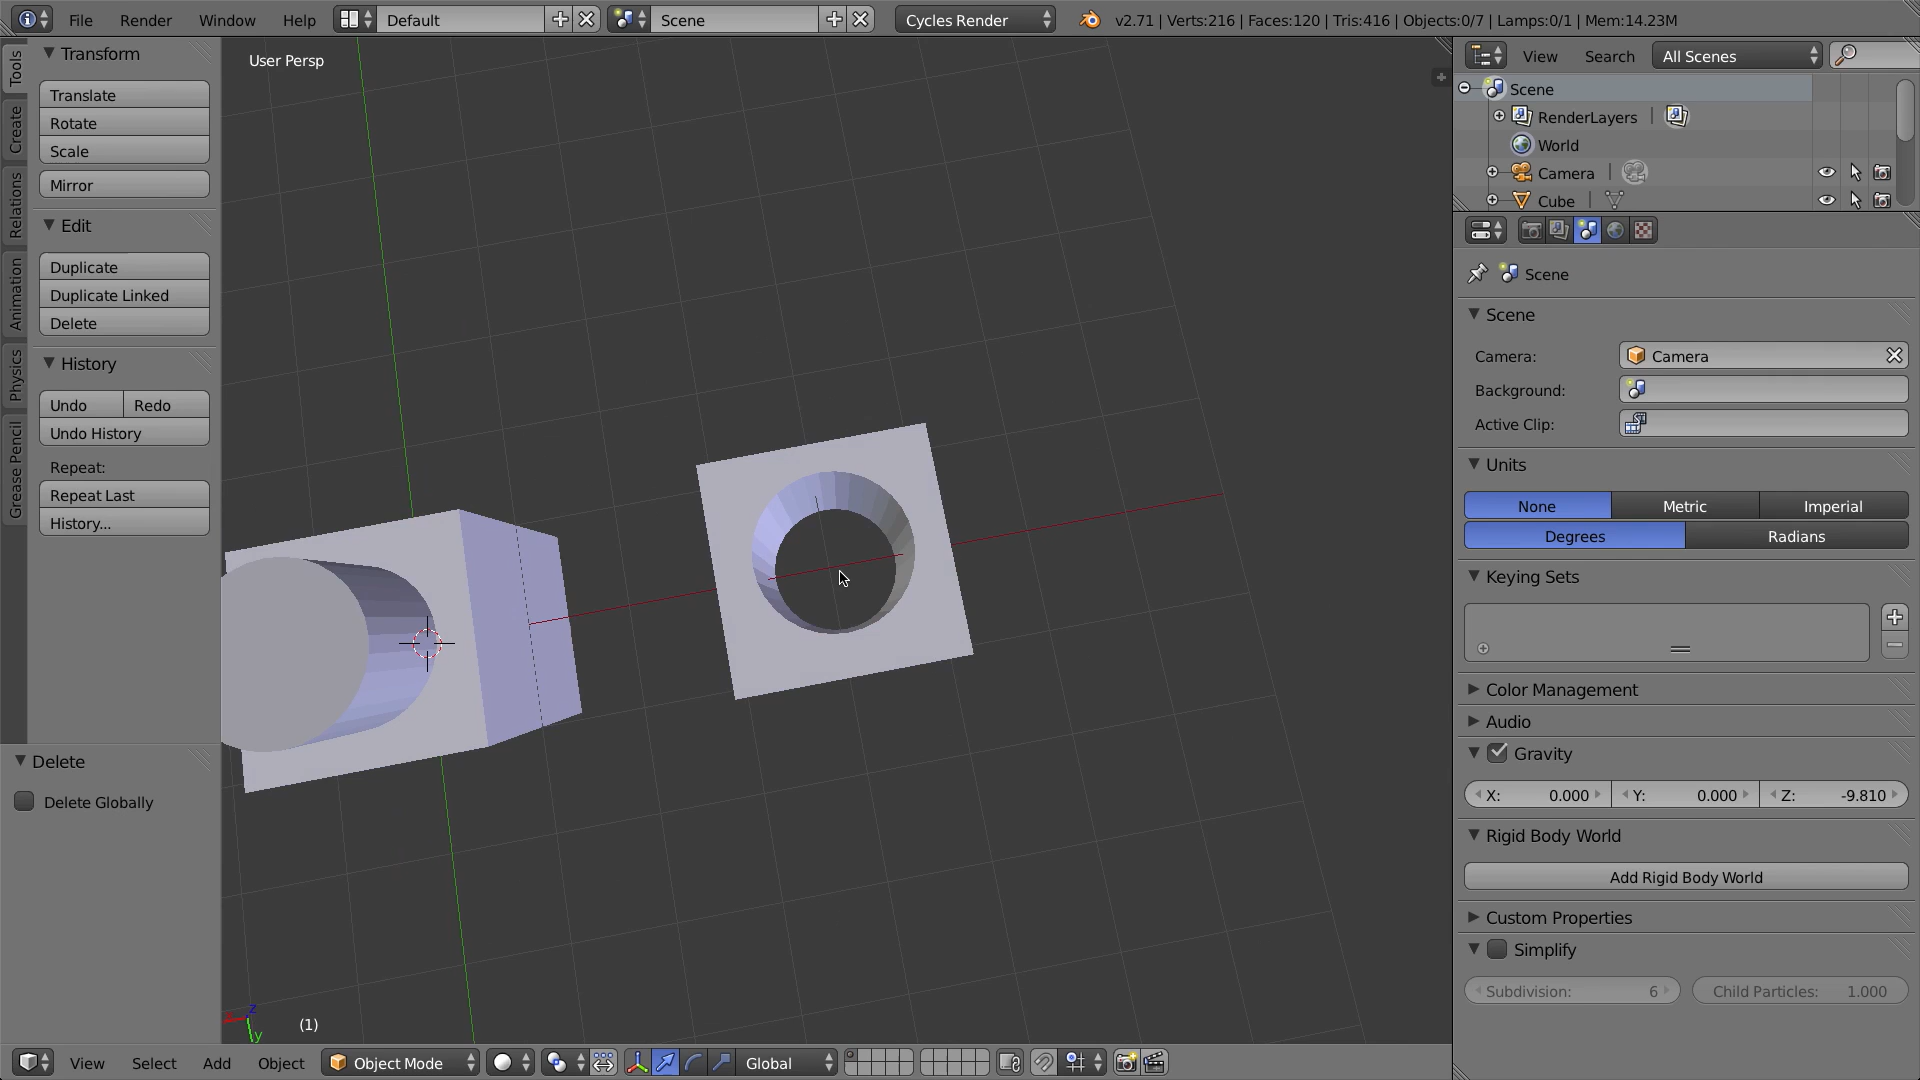 File Render Window Help Default Scene Cycles Render v2.71 | Verts:216 | Faces:120 | Tris:416 | Objects:0/7 | Lamps:0/1 | Mem:14.23M
Tools
Create
Relations
Animation
Physics
Grease Pencil
Transform
Translate
Rotate
Scale
Mirror
Edit
Duplicate
Duplicate Linked
Delete
History
Undo Redo
Undo History
Repeat:
Repeat Last
History...
Delete
Delete Globally
User Persp
z
x
y
(1)
View Select Add Object Object Mode Global
View Search All Scenes
Scene
RenderLayers |
World
Camera |
Cube |
Scene
Scene
Camera: Camera
Background:
Active Clip:
Units
None Metric Imperial
Degrees Radians
Keying Sets
Color Management
Audio
Gravity
X: 0.000 Y: 0.000 Z: -9.810
Rigid Body World
Add Rigid Body World
Custom Properties
Simplify
Subdivision: 6 Child Particles: 1.000